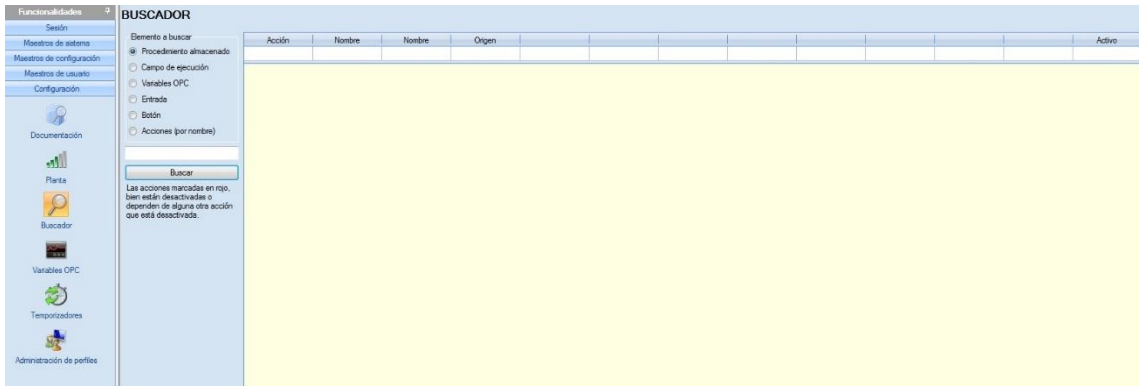 Funcionalidades
Sesión
Maestros de sistema
Maestros de configuración
Maestros de usuario
Configuración
Documentación
Planta
Buscador
Variables OPC
Temporizadores
Administración de perfiles
BUSCADOR
Elemento a buscar
Procedimiento almacenado
Campo de ejecución
Variables OPC
Entrada
Botón
Acciones (por nombre)
Buscar
Las acciones marcadas en rojo,
bien están desactivadas o
dependen de alguna otra acción
que está desactivada.
Acción Nombre Nombre Origen Activo